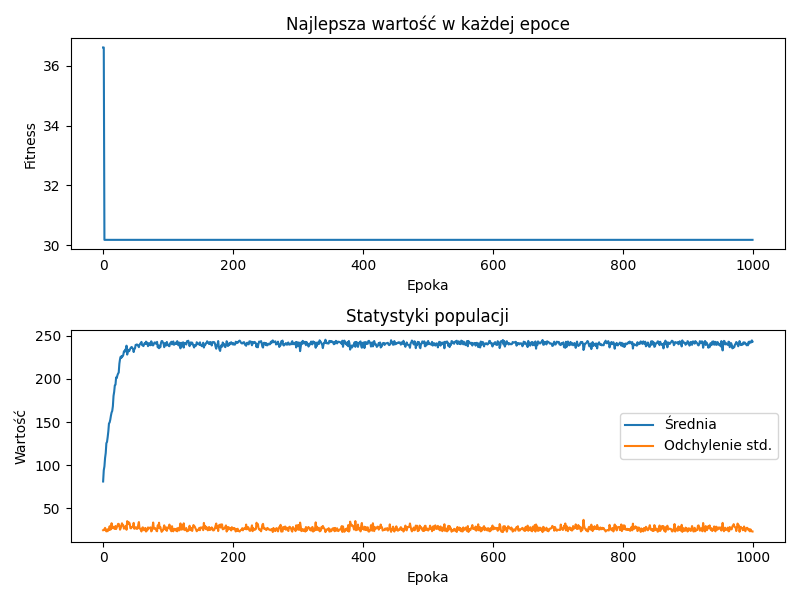 Najlepsza wartość w każdej epoce
36
34
32
30
Fitness
0 200 400 600 800 1000
Epoka
Statystyki populacji
250
200
150
100
50
Wartość
Średnia
Odchylenie std.
0 200 400 600 800 1000
Epoka